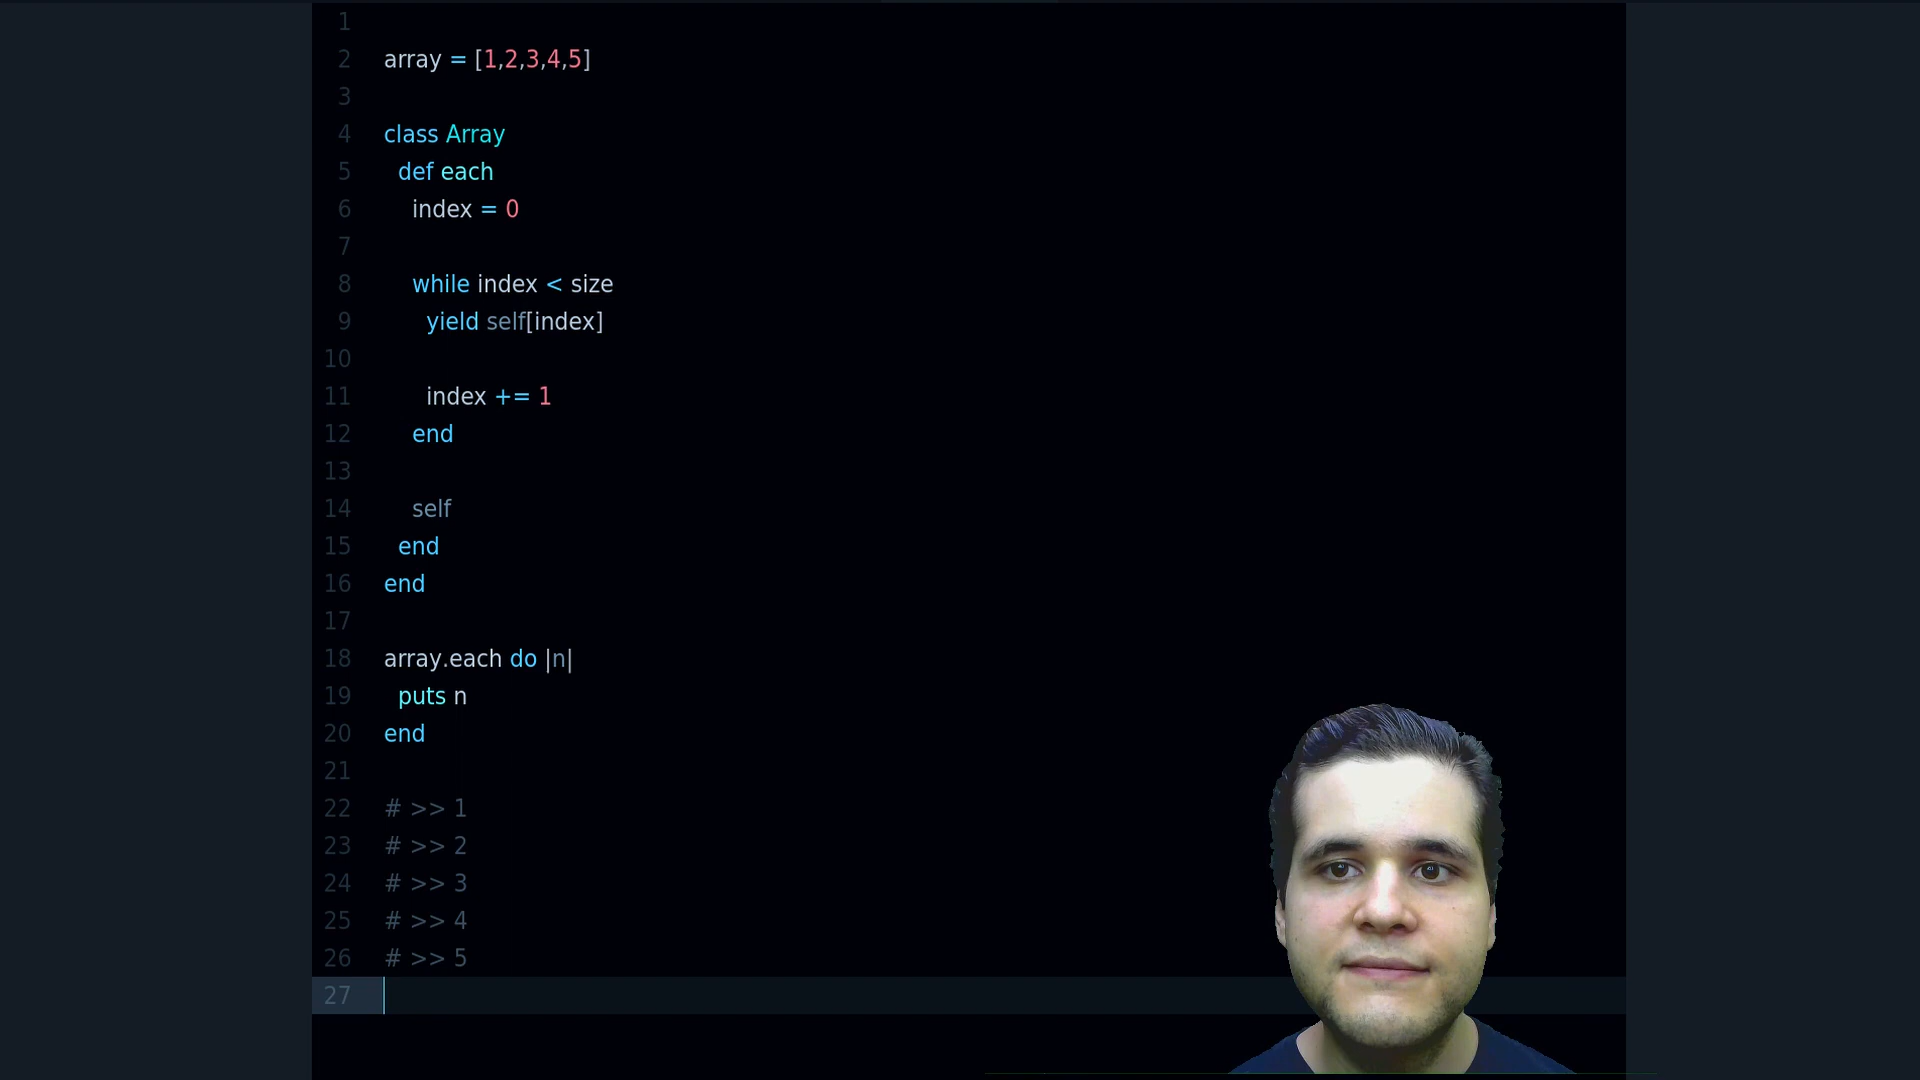 1
2 array = [1,2,3,4,5]
3
4 class Array
5   def each
6     index = 0
7
8     while index < size
9       yield self[index]
10
11       index += 1
12     end
13
14     self
15   end
16 end
17
18 array.each do |n|
19   puts n
20 end
21
22 # >> 1
23 # >> 2
24 # >> 3
25 # >> 4
26 # >> 5
27